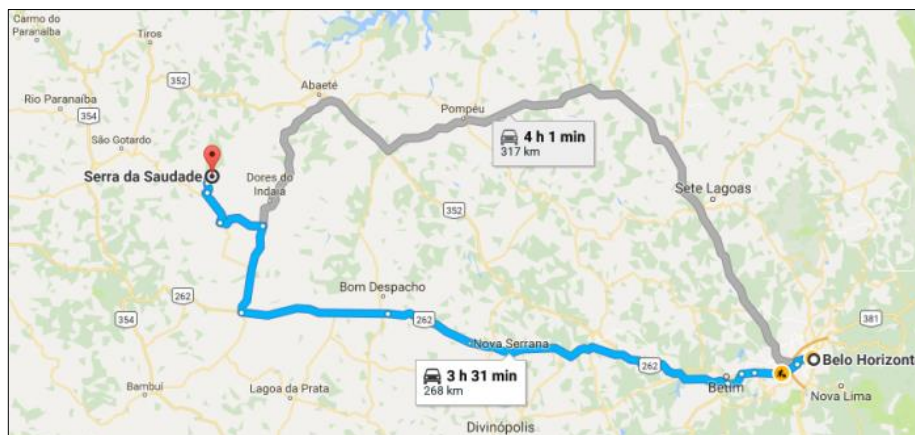 Carmo do
Paranaíba
Tiros
352
Abaeté
Rio Paranaíba
354
Pompéu
4 h 1 min
317 km
São Gotardo
Serra da Saudade
Dores do
Indaiá
Sete Lagoas
352
262
Bom Despacho
262
354
381
Nova Serrana
262
Belo Horizont
3 h 31 min
268 km
Betim
Bambuí
Lagoa da Prata
Nova Lima
Divinópolis